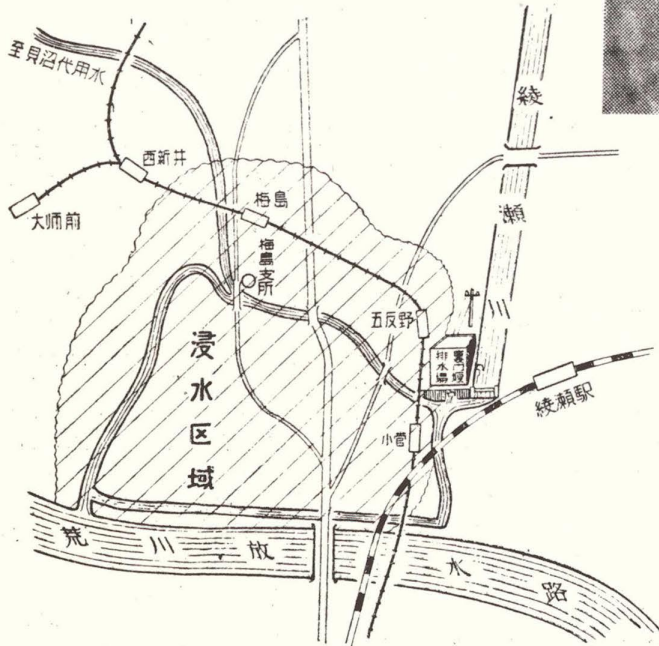 至見沼代用水
西新井
大師前
梅島
梅島支所
五反野
綾瀬川
排水場
綾瀬駅
小菅
浸水区域
荒川放水路